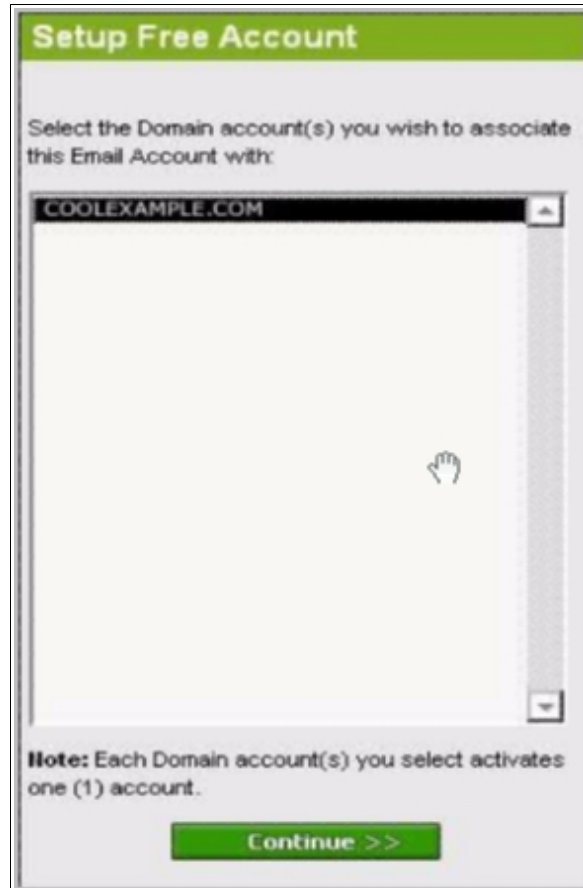 Setup Free Account
Select the Domain account(s) you wish to associate
this Email Account with:
COOLEXAMPLE.COM
Note: Each Domain account(s) you select activates
one (1) account.
Continue >>